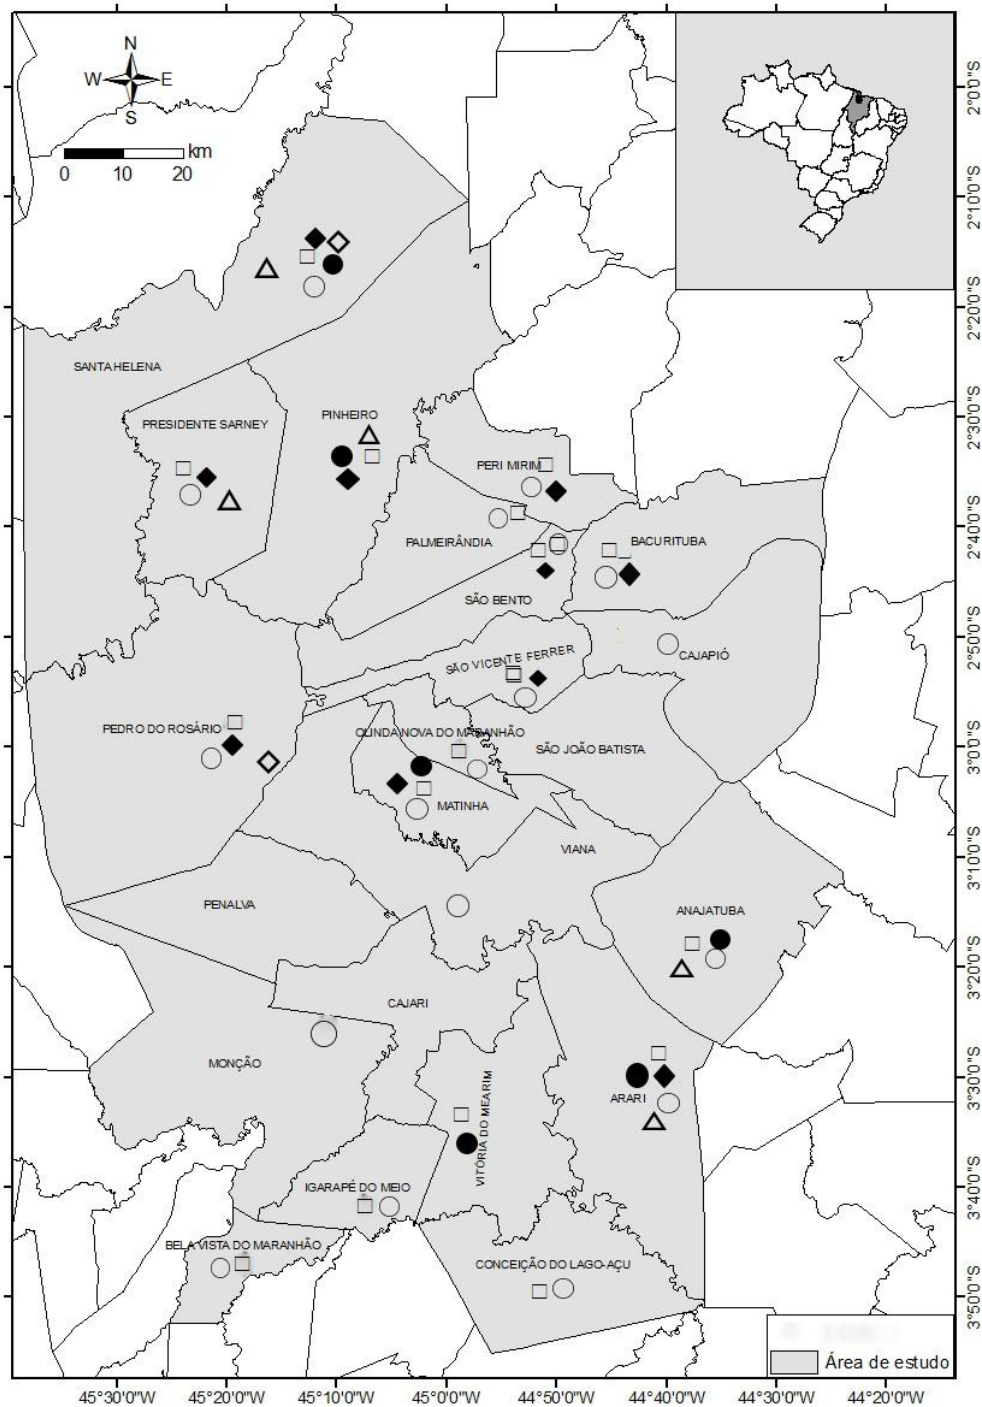 N
W E
S
km
0 10 20
2°0'0"S
2°10'0"S
2°20'0"S
2°30'0"S
2°40'0"S
2°50'0"S
3°0'0"S
3°10'0"S
3°20'0"S
3°30'0"S
3°40'0"S
3°50'0"S
SANTA HELENA
PRESIDENTE SARNEY
PINHEIRO
PERI MIRIM
PALMEIRÂNDIA
BACURITUBA
SÃO BENTO
SÃO VICENTE FERRER
CAJAPIÓ
PEDRO DO ROSÁRIO
OLINDA NOVA DO MARANHÃO
SÃO JOÃO BATISTA
MATINHA
VIANA
PENALVA
ANAJATUBA
CAJARI
MONÇÃO
VITÓRIA DO MEARIM
ARARI
IGARAPÉ DO MEIO
BELA VISTA DO MARANHÃO
CONCEIÇÃO DO LAGO-AÇU
Área de estudo
45°30'0"W 45°20'0"W 45°10'0"W 45°0'0"W 44°50'0"W 44°40'0"W 44°30'0"W 44°20'0"W